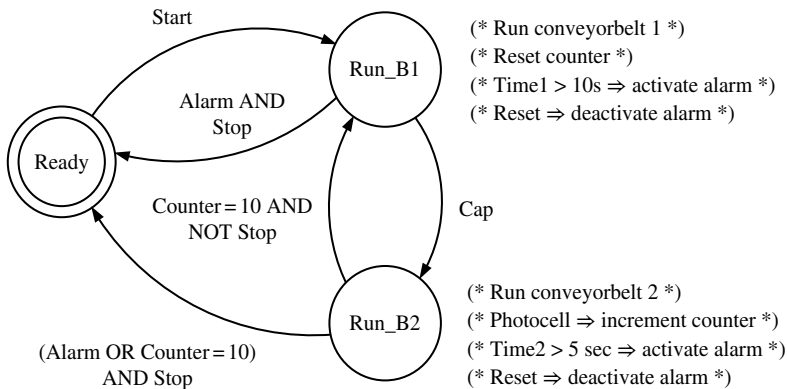 Start
Run_B1
(* Run conveyorbelt 1 *)
(* Reset counter *)
(* Time1 > 10s ⇒ activate alarm *)
(* Reset ⇒ deactivate alarm *)
Alarm AND
Stop
Ready
Counter = 10 AND
NOT Stop
Cap
Run_B2
(* Run conveyorbelt 2 *)
(* Photocell ⇒ increment counter *)
(* Time2 > 5 sec ⇒ activate alarm *)
(* Reset ⇒ deactivate alarm *)
(Alarm OR Counter = 10)
AND Stop